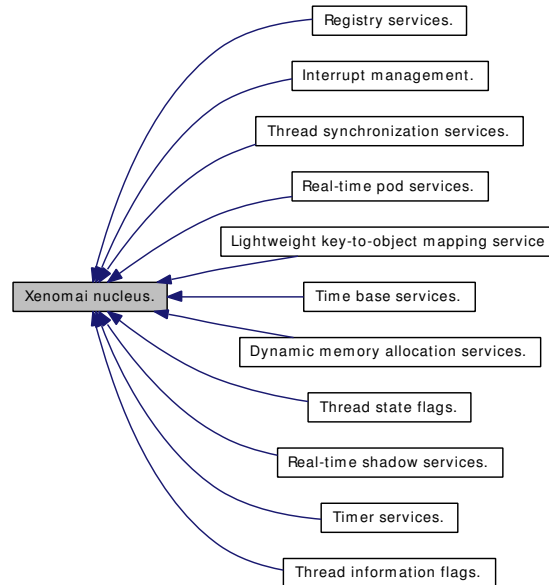 Registry services.
Interrupt management.
Thread synchronization services.
Real-time pod services.
Lightweight key-to-object mapping service
Xenomai nucleus.
Time base services.
Dynamic memory allocation services.
Thread state flags.
Real-time shadow services.
Timer services.
Thread information flags.